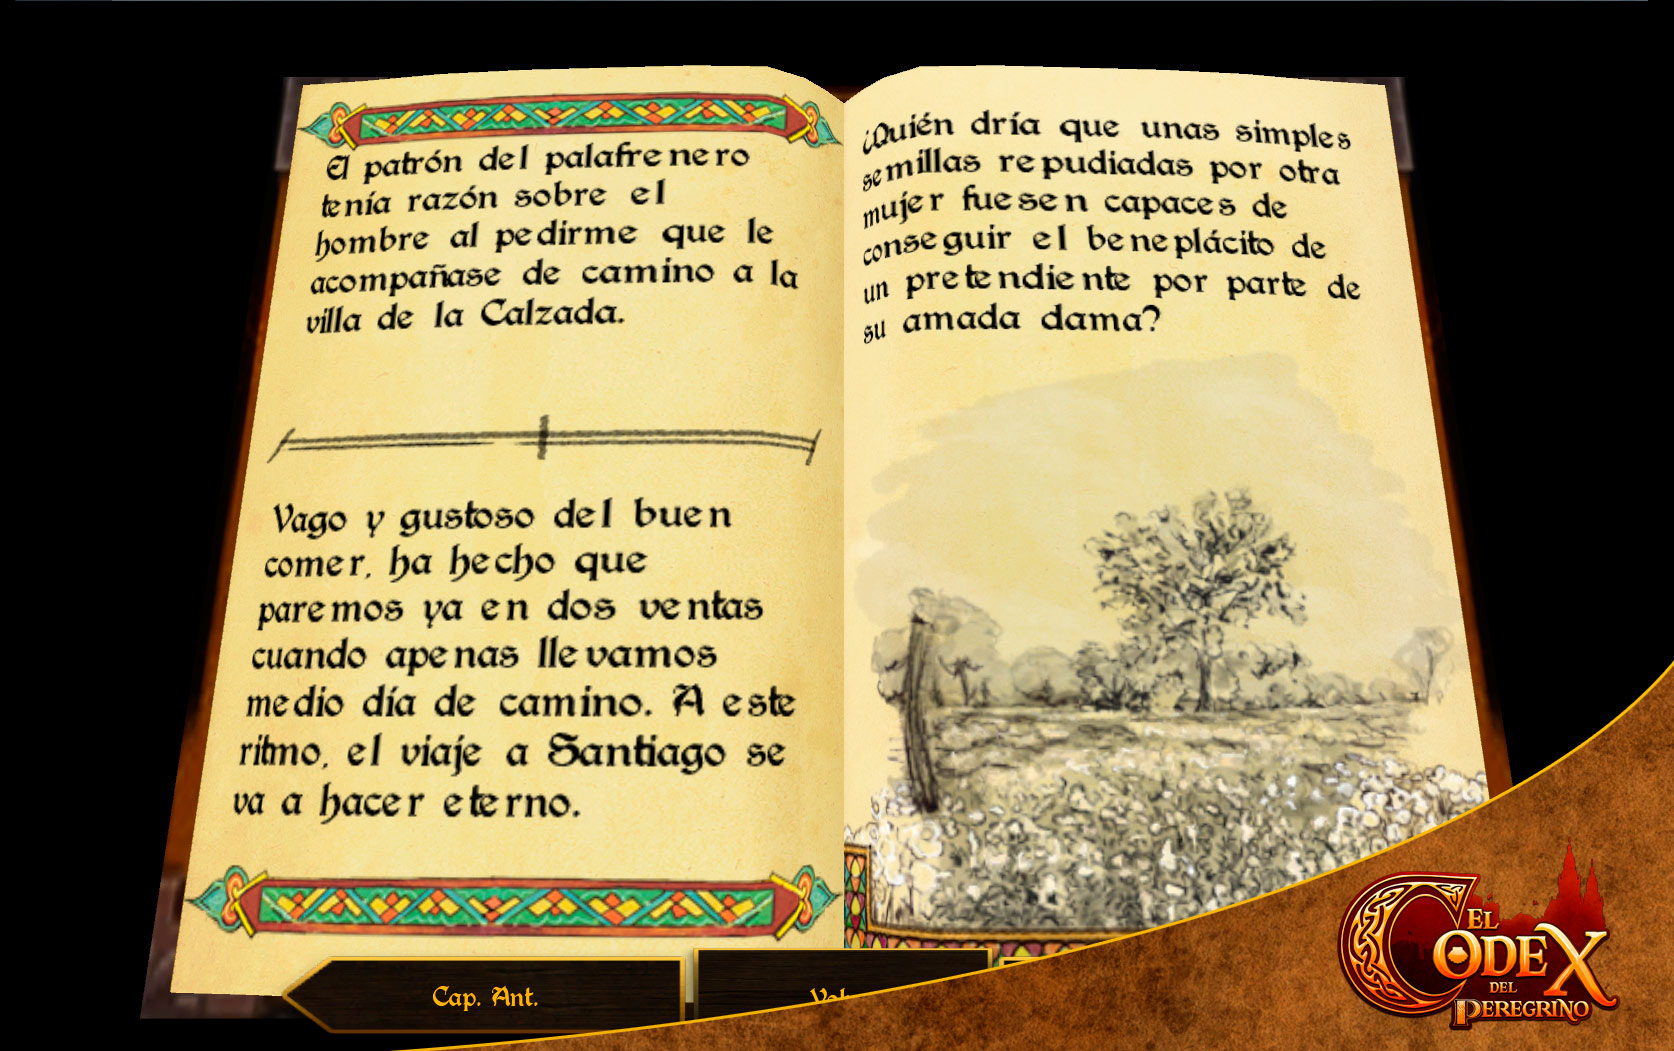 El patrón del palafrenero
tenía razón sobre el
hombre al pedirme que le
acompañase de camino a la
villa de la Calzada.
Vago y gustoso del buen
comer, ha hecho que
paremos ya en dos ventas
cuando apenas llevamos
medio día de camino. A este
ritmo, el viaje a Santiago se
va a hacer eterno.
¿Quién dría que unas simples
semillas repudiadas por otra
mujer fuesen capaces de
conseguir el beneplácito de
un pretendiente por parte de
su amada dama?
Cap. Ant.
EL
CODEX
DEL
PEREGRINO